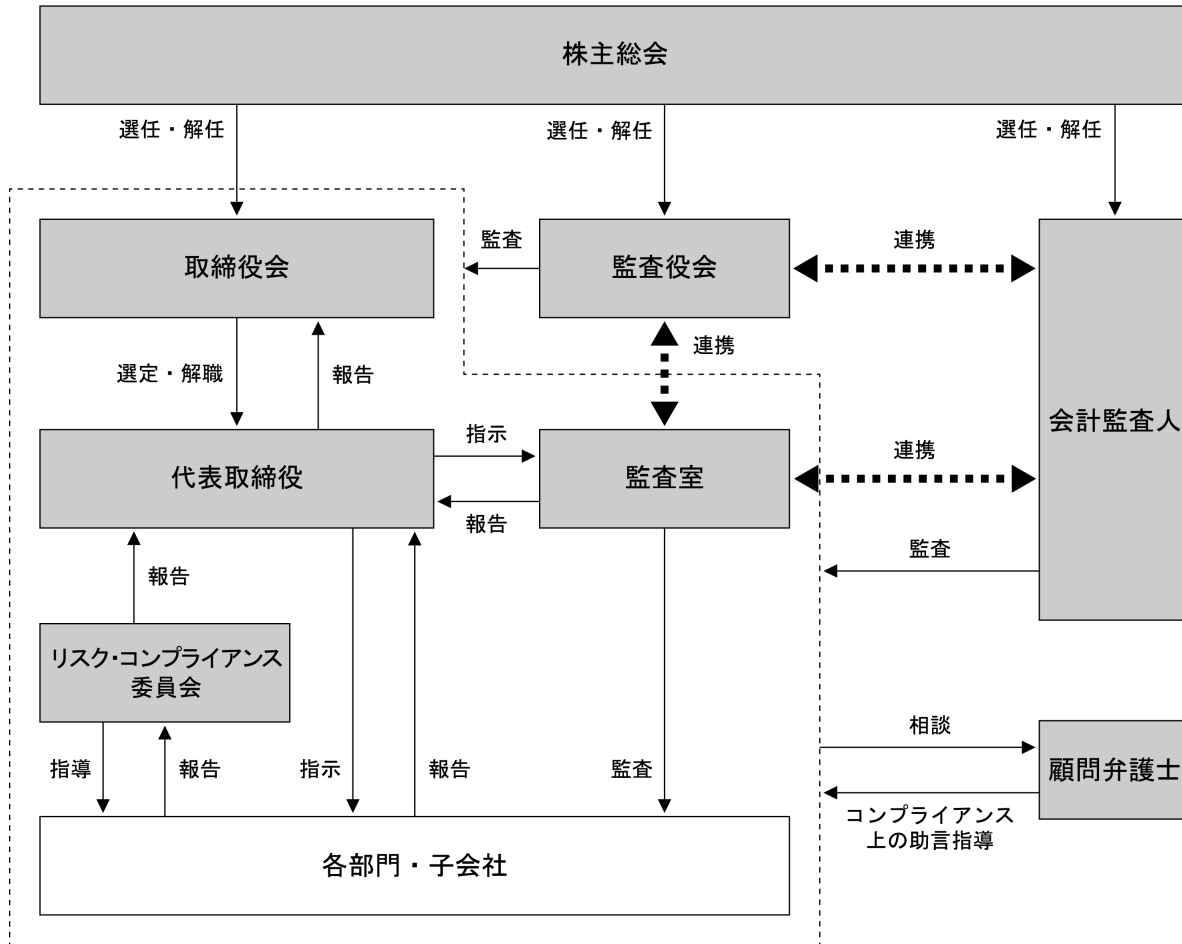 株主総会
選任・解任
選任・解任
選任・解任
取締役会
監査
監査役会
連携
会計監査人
選定・解職
報告
連携
代表取締役
指示
報告
監査室
連携
監査
報告
リスク・コンプライアンス
委員会
指導
報告
指示
報告
監査
相談
顧問弁護士
コンプライアンス
上の助言指導
各部門・子会社